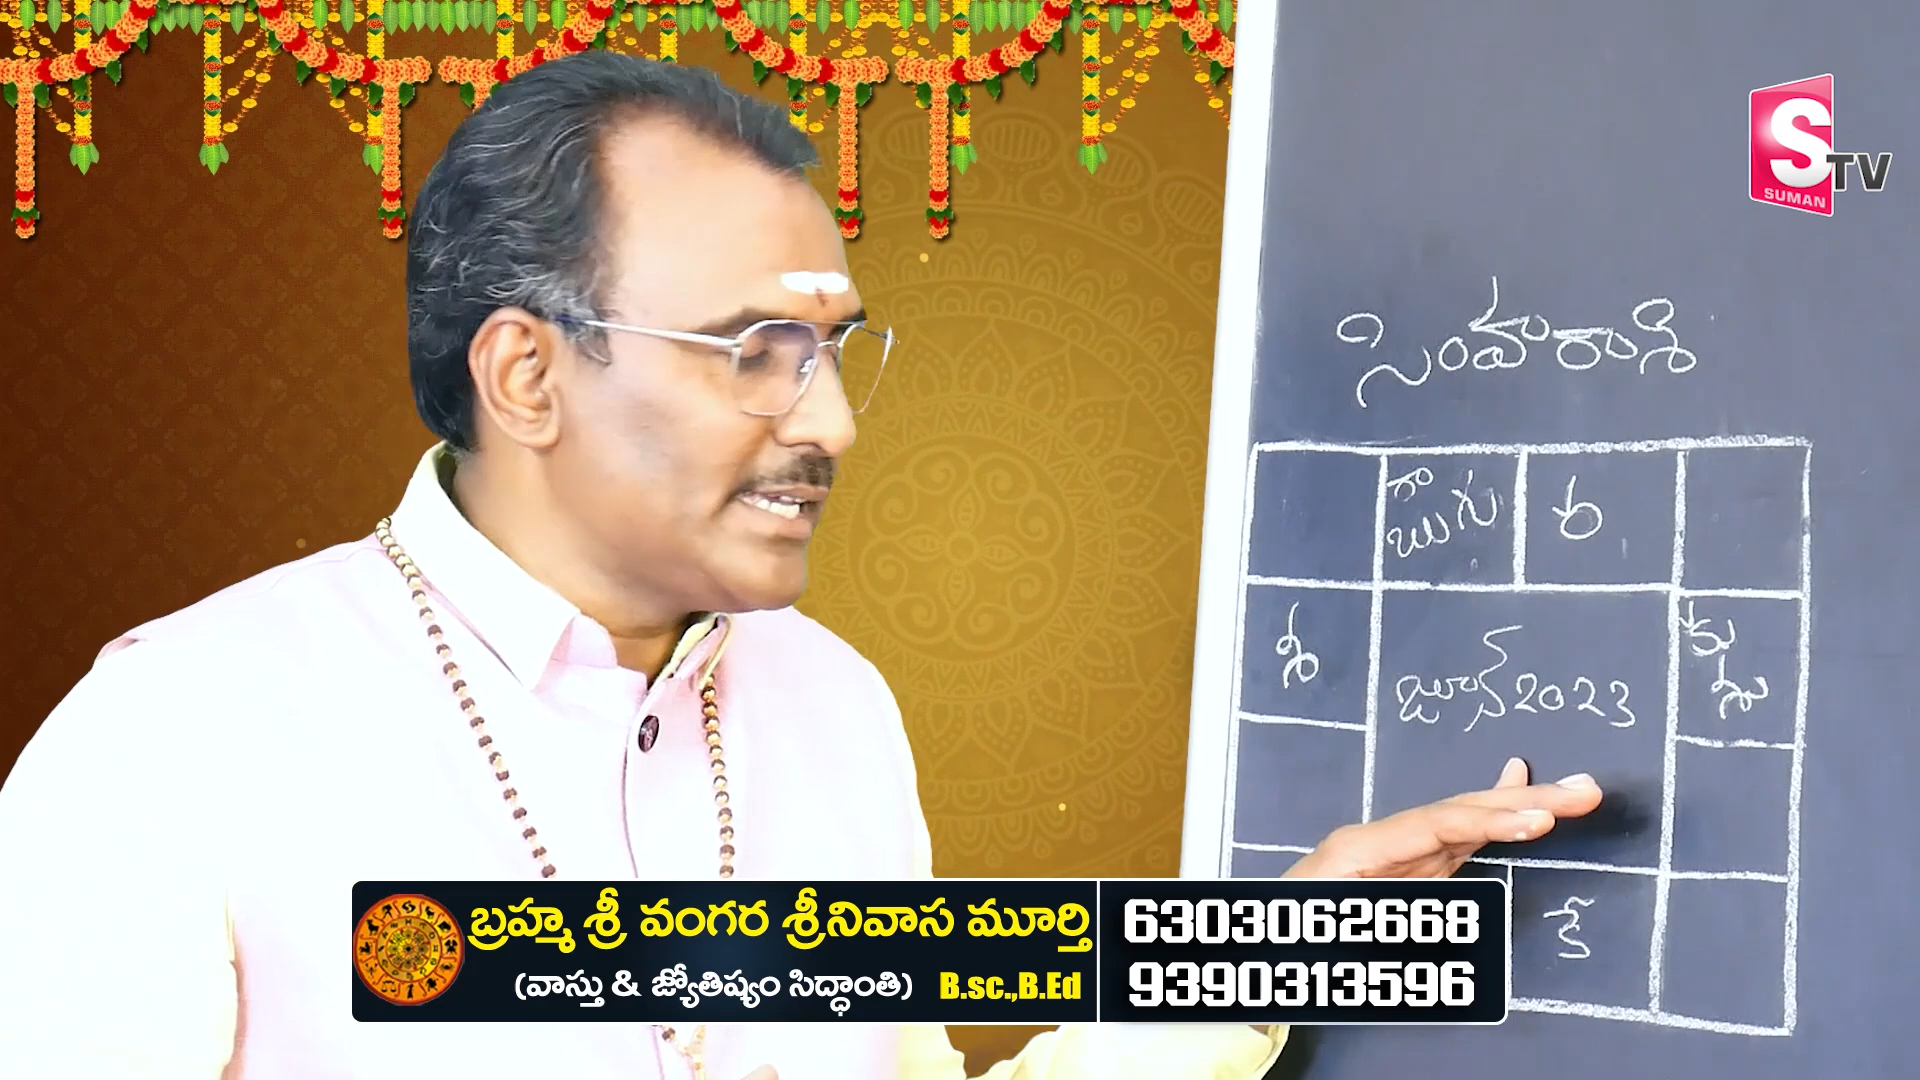 S
TV
SUMAN
సింహరాశి
రా
బు గు
ర
శ
కు
శు
జూన్ 2023
కే
బ్రహ్మ శ్రీ వంగర శ్రీనివాస మూర్తి
(వాస్తు & జ్యోతిష్యం సిద్ధాంతి) B.sc.,B.Ed
6303062668
9390313596